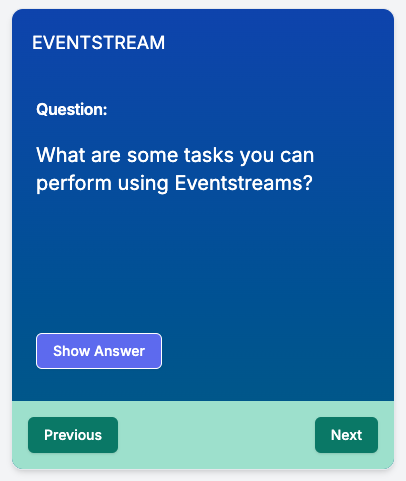 EVENTSTREAM
Question:
What are some tasks you can
perform using Eventstreams?
Show Answer
Previous
Next